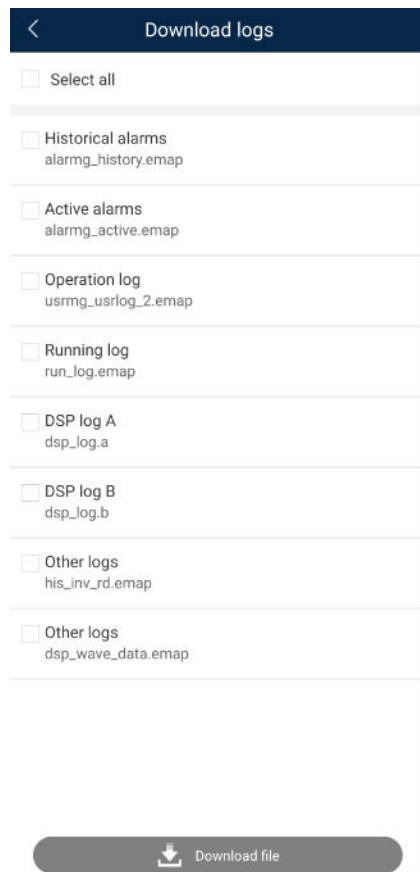 Download logs
Select all
Historical alarms
alarmg_history.emap
Active alarms
alarmg_active.emap
Operation log
usrmg_usrlog_2.emap
Running log
run_log.emap
DSP log A
dsp_log.a
DSP log B
dsp_log.b
Other logs
his_inv_rd.emap
Other logs
dsp_wave_data.emap
Download file